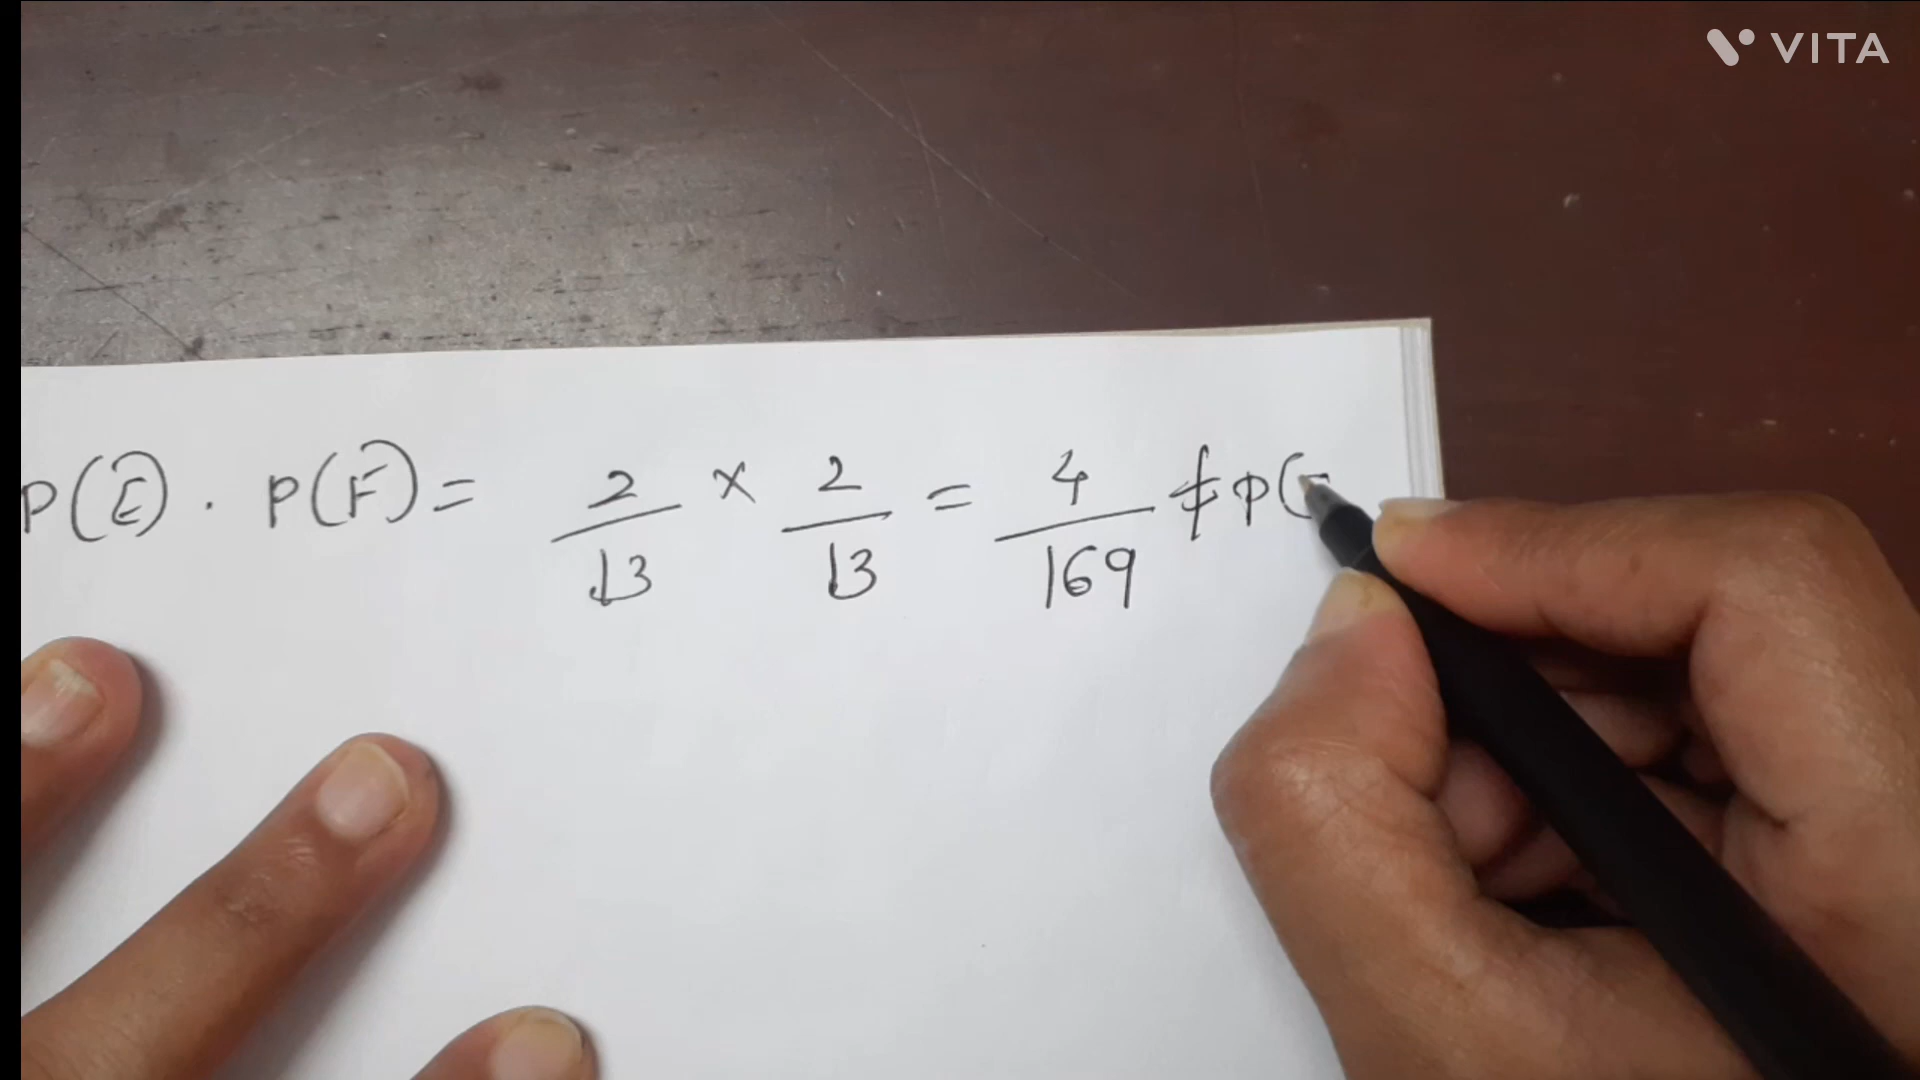 VITA
P(E) . P(F) = 2/13 × 2/13 = 4/169 ≠ P(